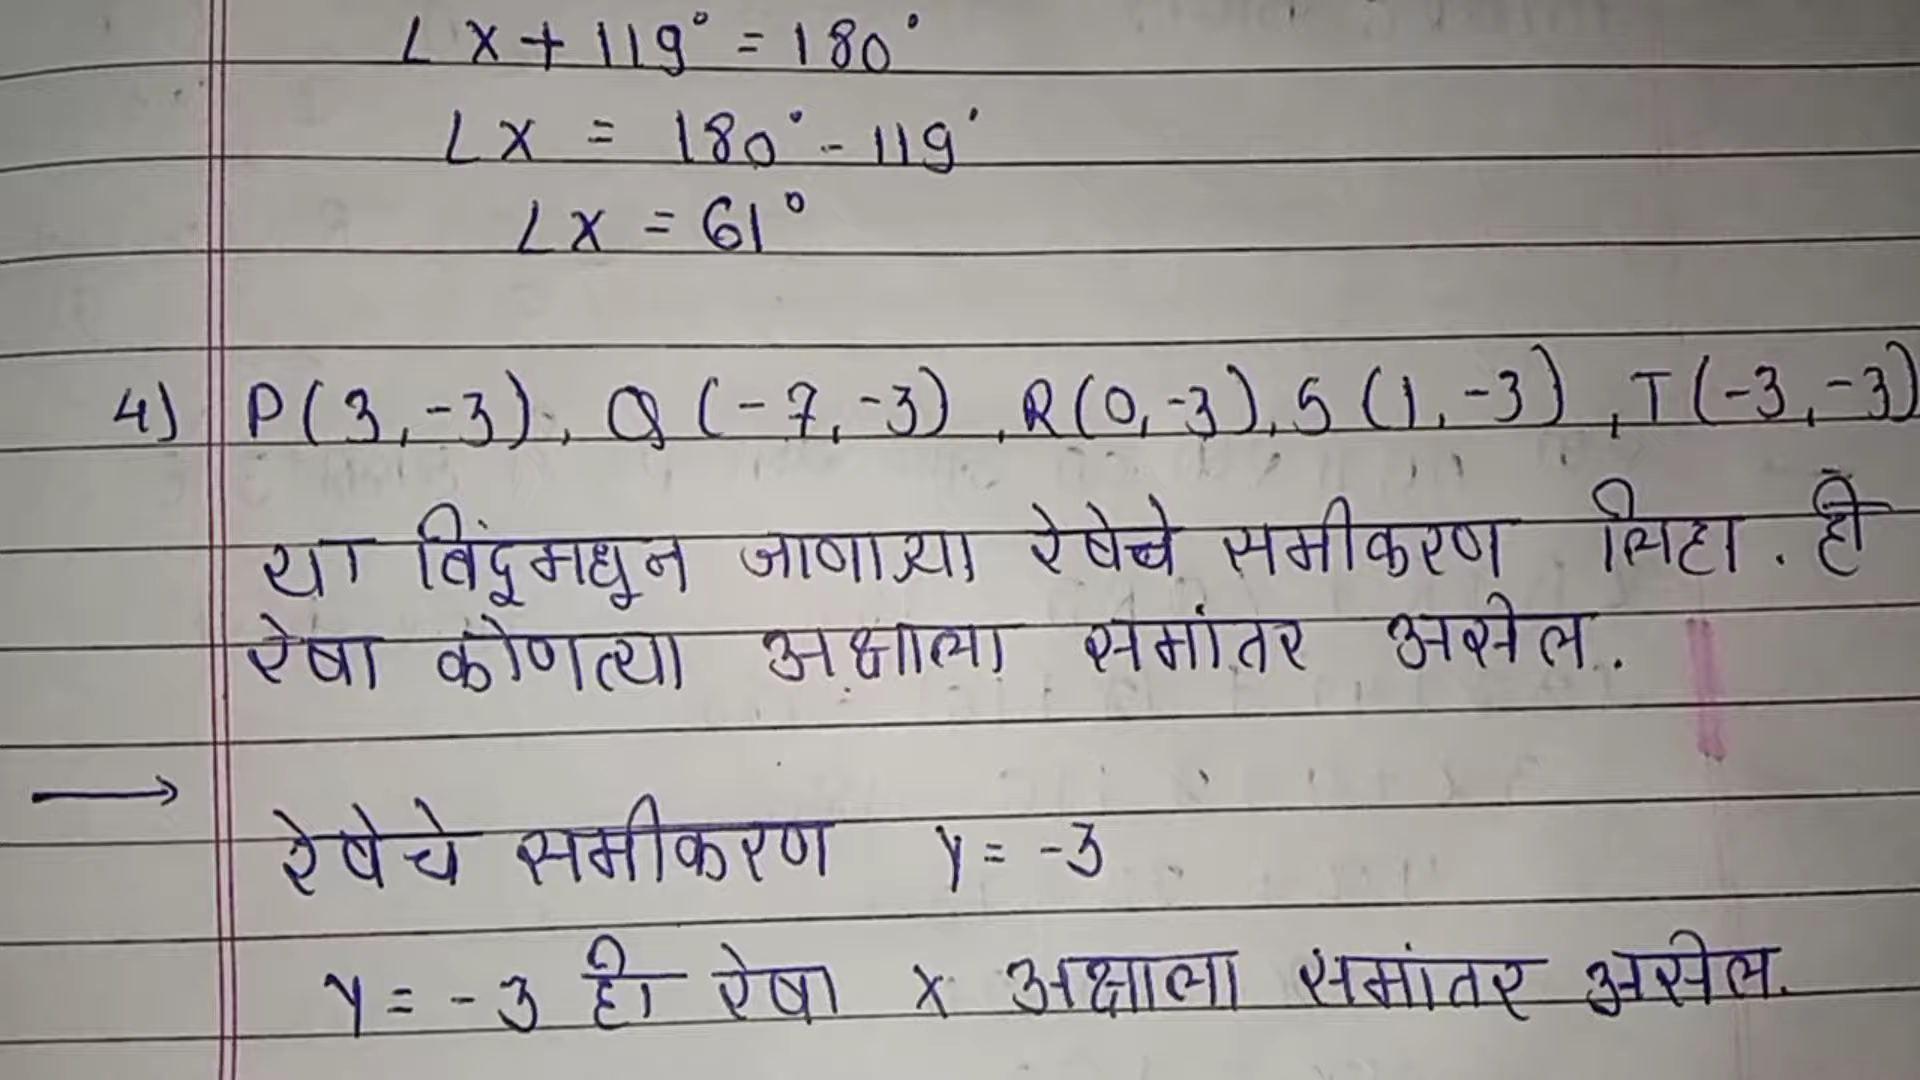 ∠x + 119° = 180°
∠x = 180° - 119°
∠x = 61°
4) P(3,-3), Q(-7,-3), R(0,-3), S(1,-3), T(-3,-3)
या बिंदूमधून जाणाऱ्या रेषेचे समीकरण लिहा. ही
रेषा कोणत्या अक्षाला समांतर असेल.
→ रेषेचे समीकरण y = -3
y = -3 ही रेषा x अक्षाला समांतर असेल.